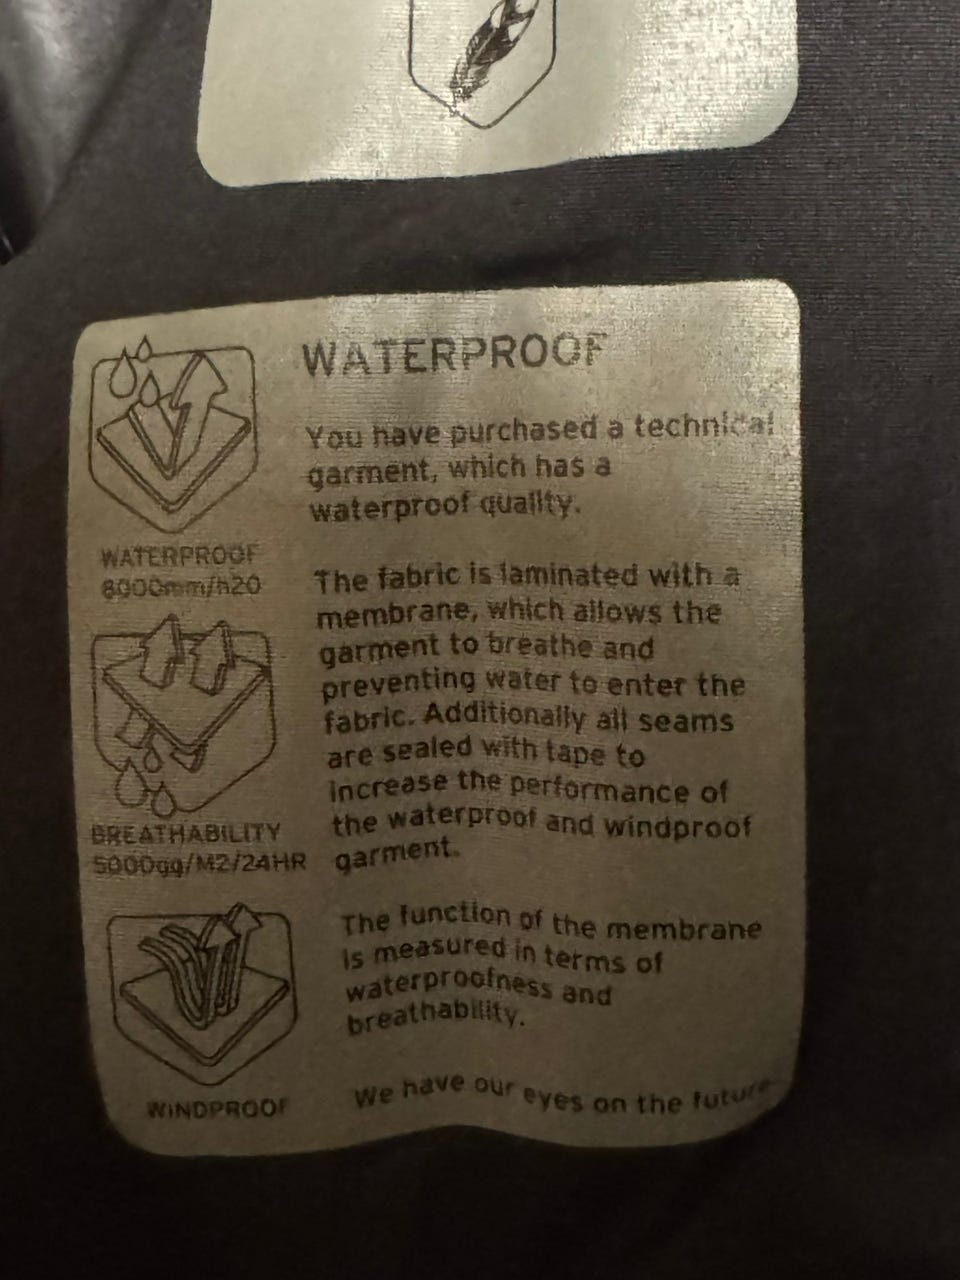 WATERPROOF
You have purchased a technical
garment, which has a
waterproof quality.
WATERPROOF
8000mm/h20
The fabric is laminated with a
membrane, which allows the
garment to breathe and
preventing water to enter the
fabric. Additionally all seams
are sealed with tape to
increase the performance of
the waterproof and windproof
garment.
BREATHABILITY
5000gg/M2/24HR
The function of the membrane
is measured in terms of
waterproofness and
breathability.
WINDPROOF
We have our eyes on the future